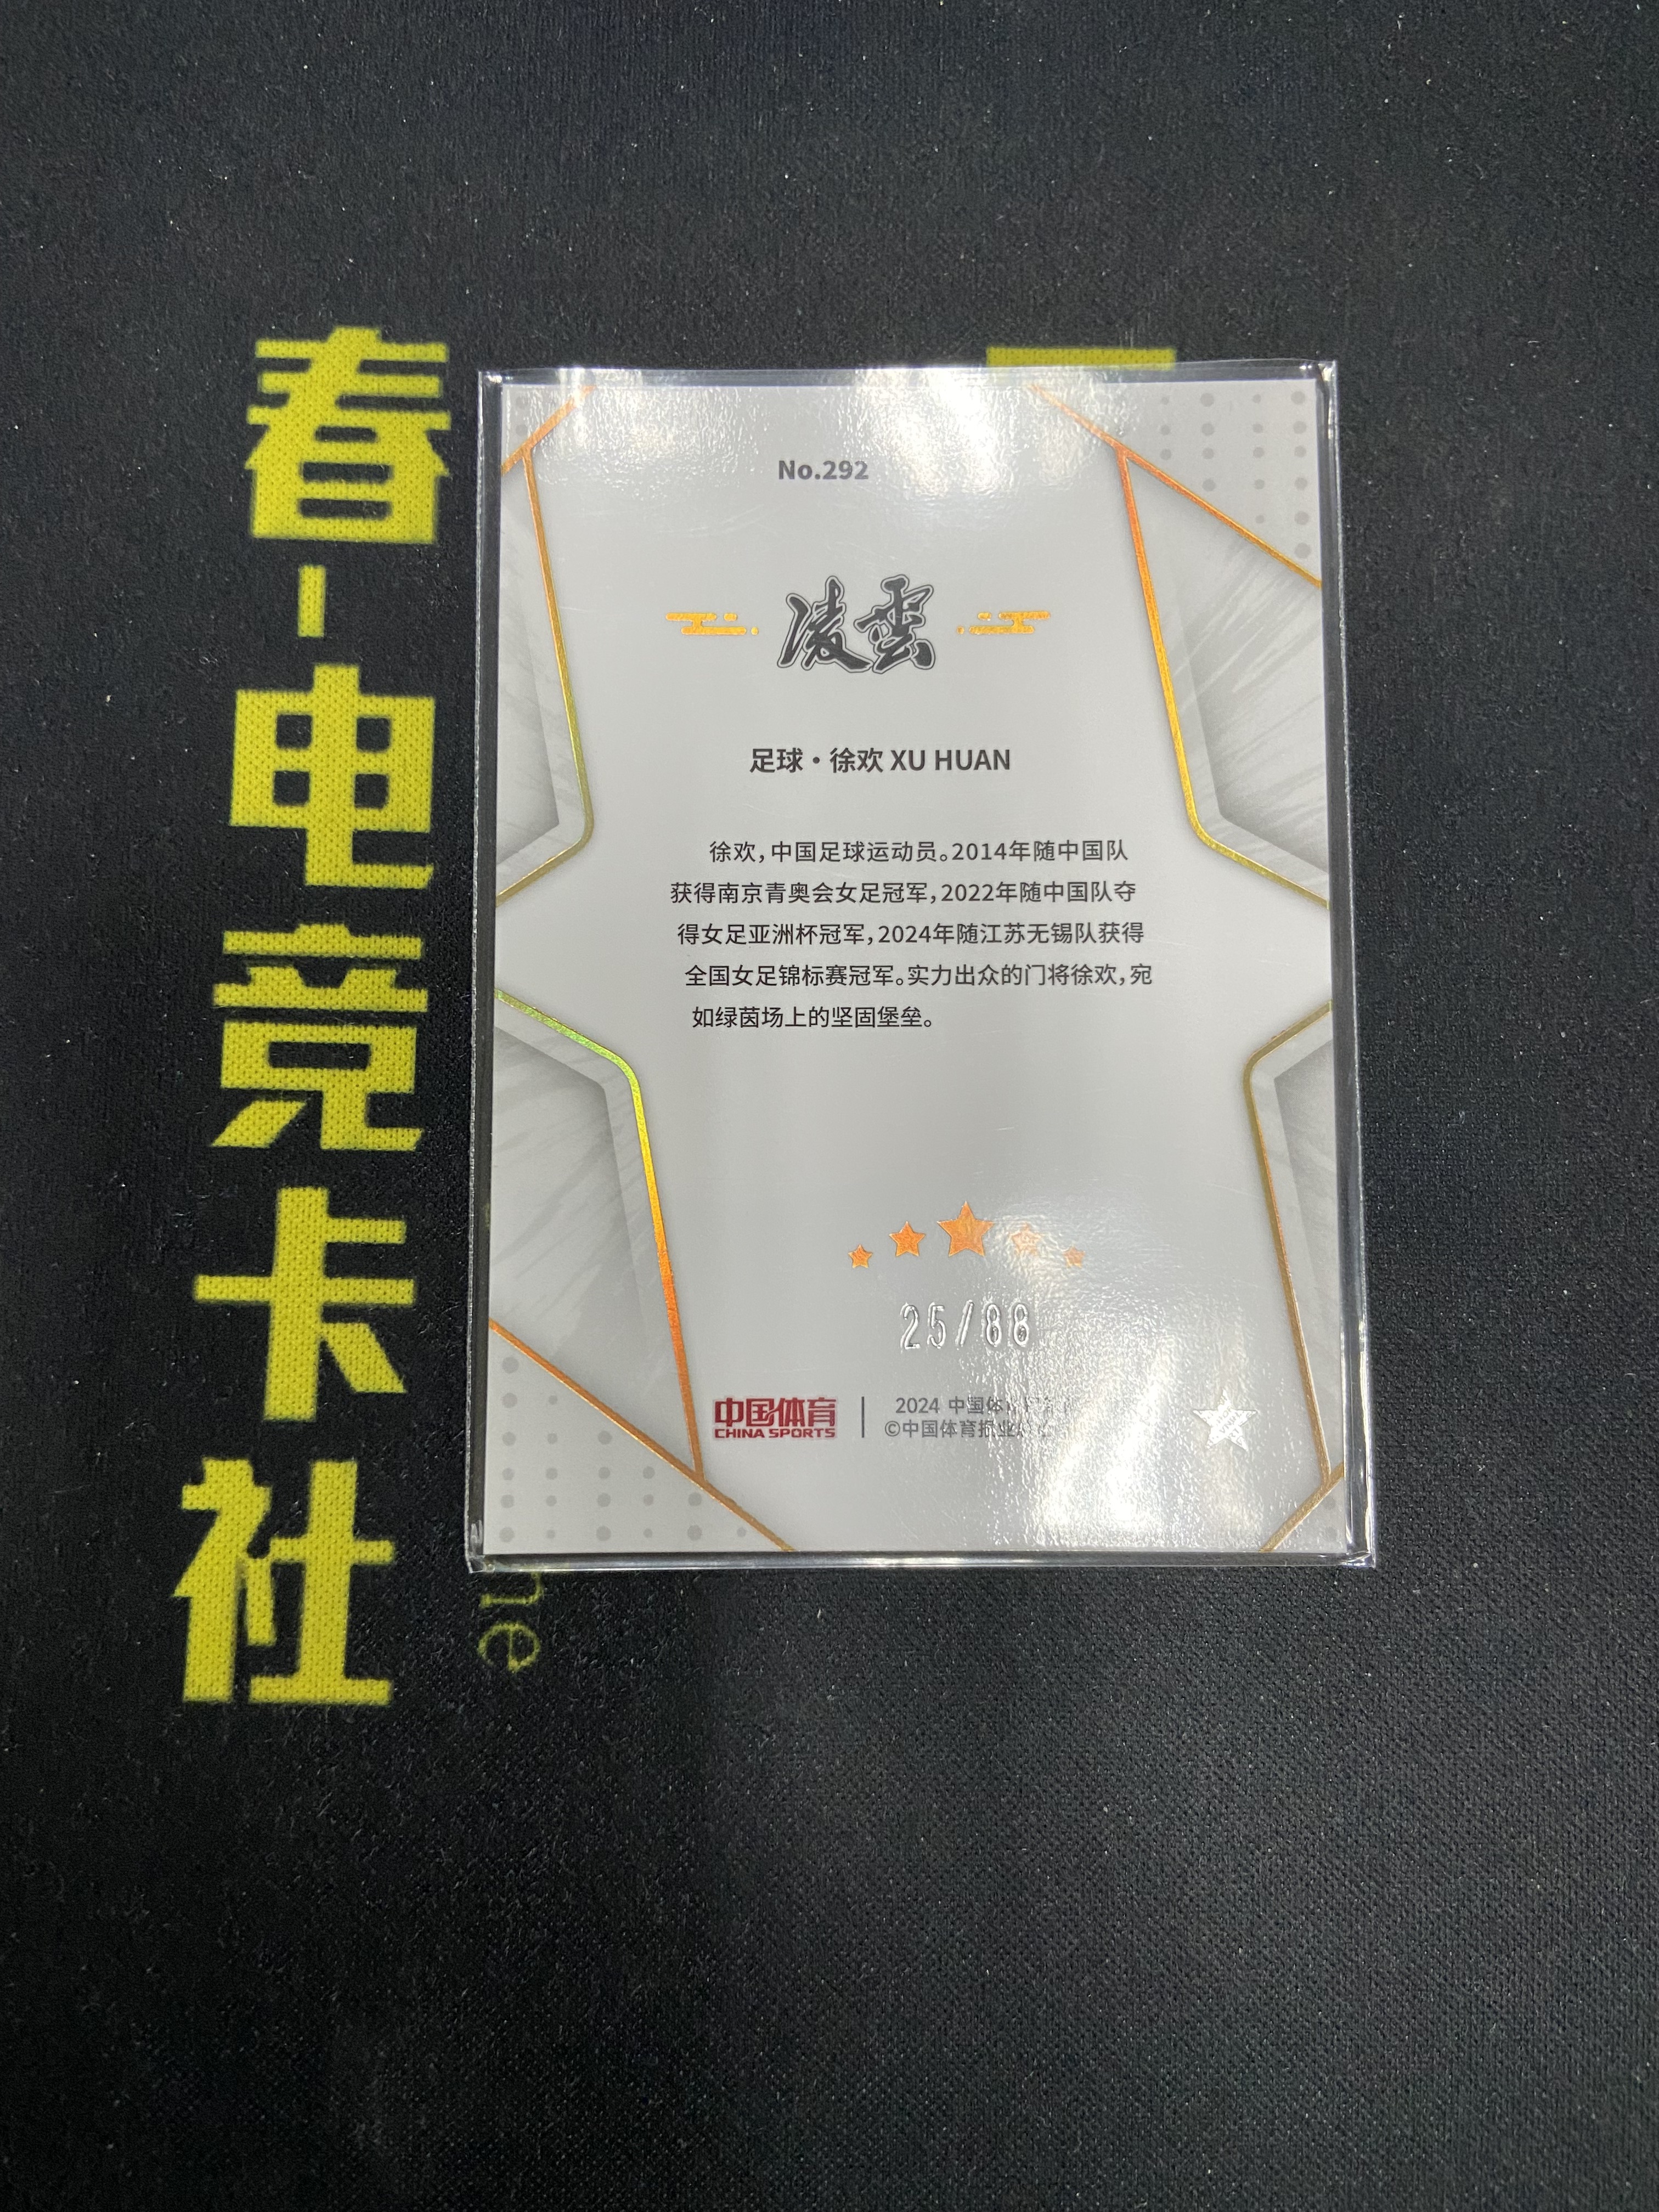 春-电竞卡社
ne
No.292
凌雲
足球·徐欢 XU HUAN
徐欢，中国足球运动员。2014年随中国队
获得南京青奥会女足冠军，2022年随中国队夺
得女足亚洲杯冠军，2024年随江苏无锡队获得
全国女足锦标赛冠军。实力出众的门将徐欢，宛
如绿茵场上的坚固堡垒。
25/88
中国体育
CHINA SPORTS
2024 中国体
©中国体育报业